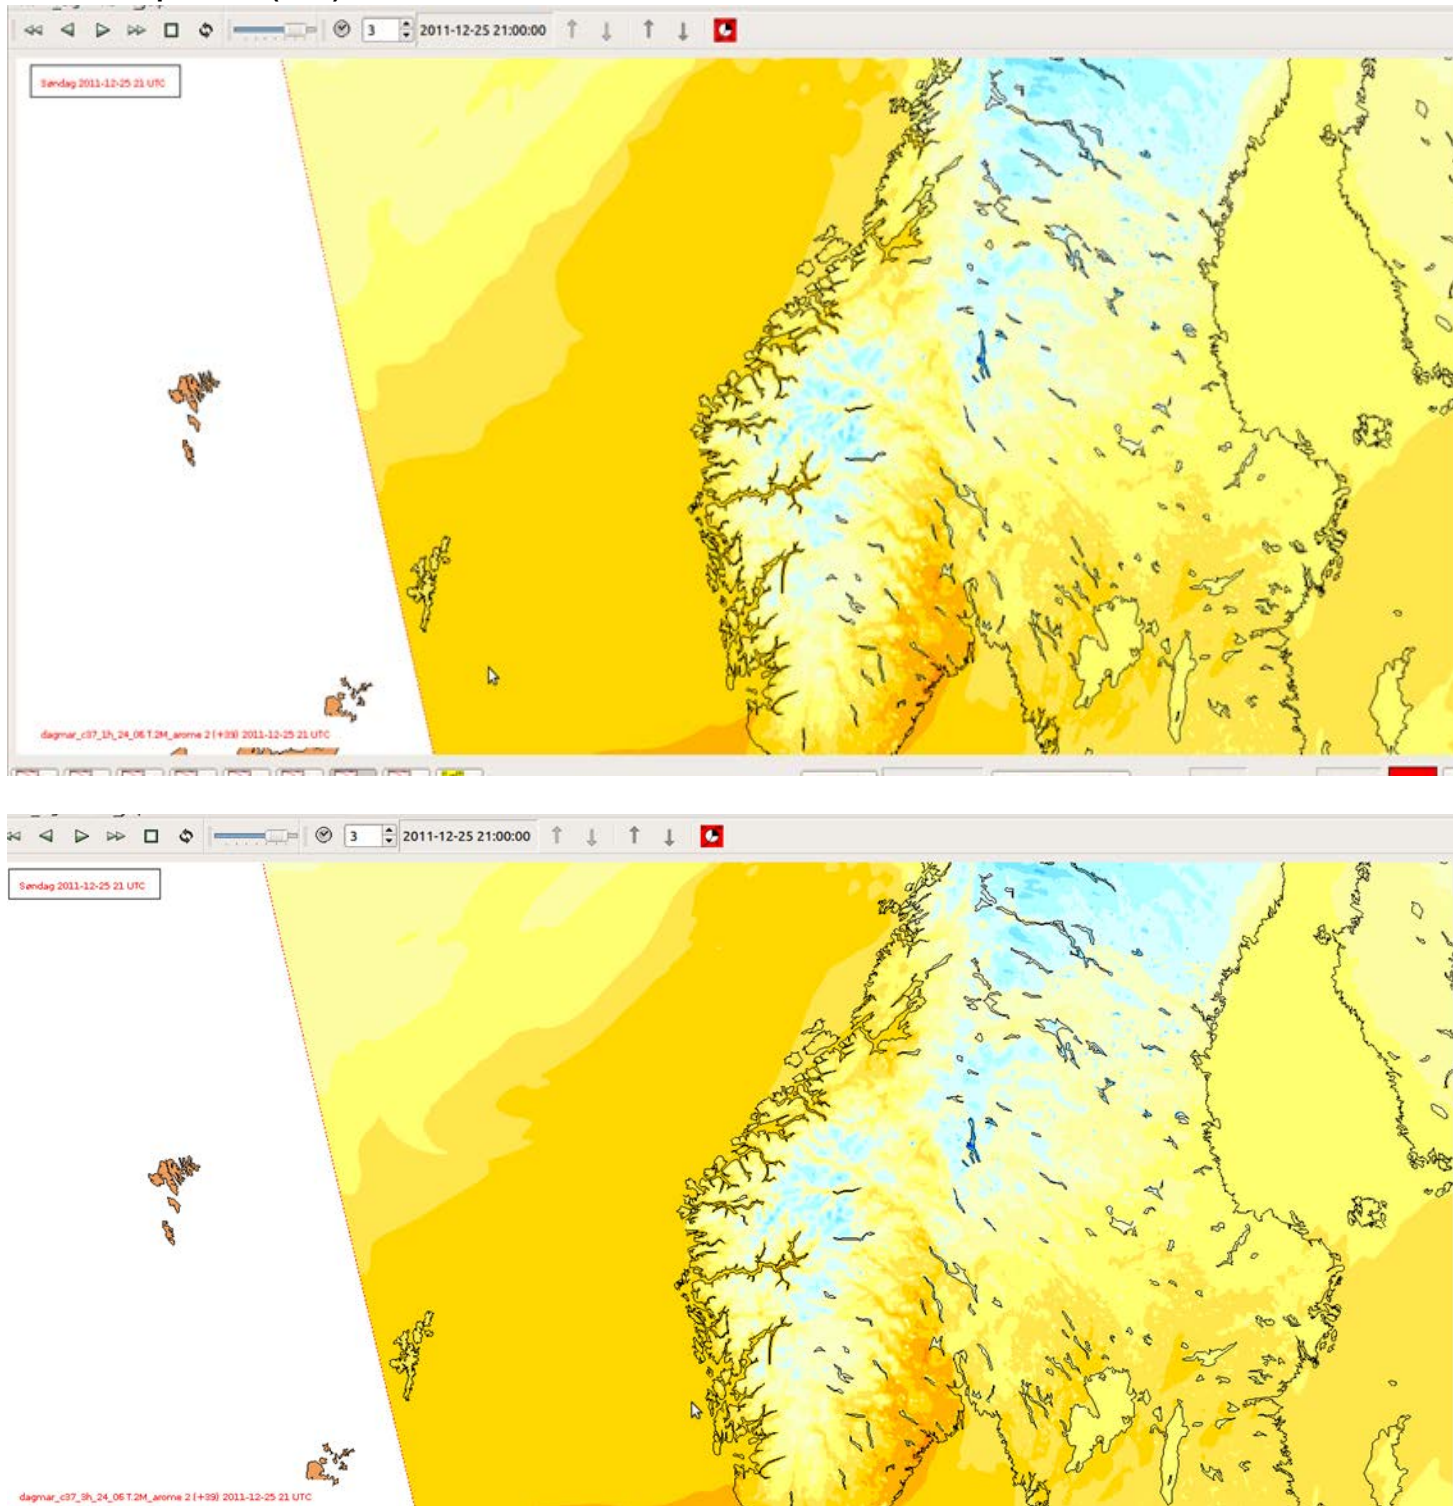 3 2011-12-25 21:00:00
Søndag 2011-12-25 21 UTC
dagmar_c37_1h_24_06 T.2M_arome 2 (+39) 2011-12-25 21 UTC
3 2011-12-25 21:00:00
Søndag 2011-12-25 21 UTC
dagmar_c37_3h_24_06 T.2M_arome 2 (+39) 2011-12-25 21 UTC